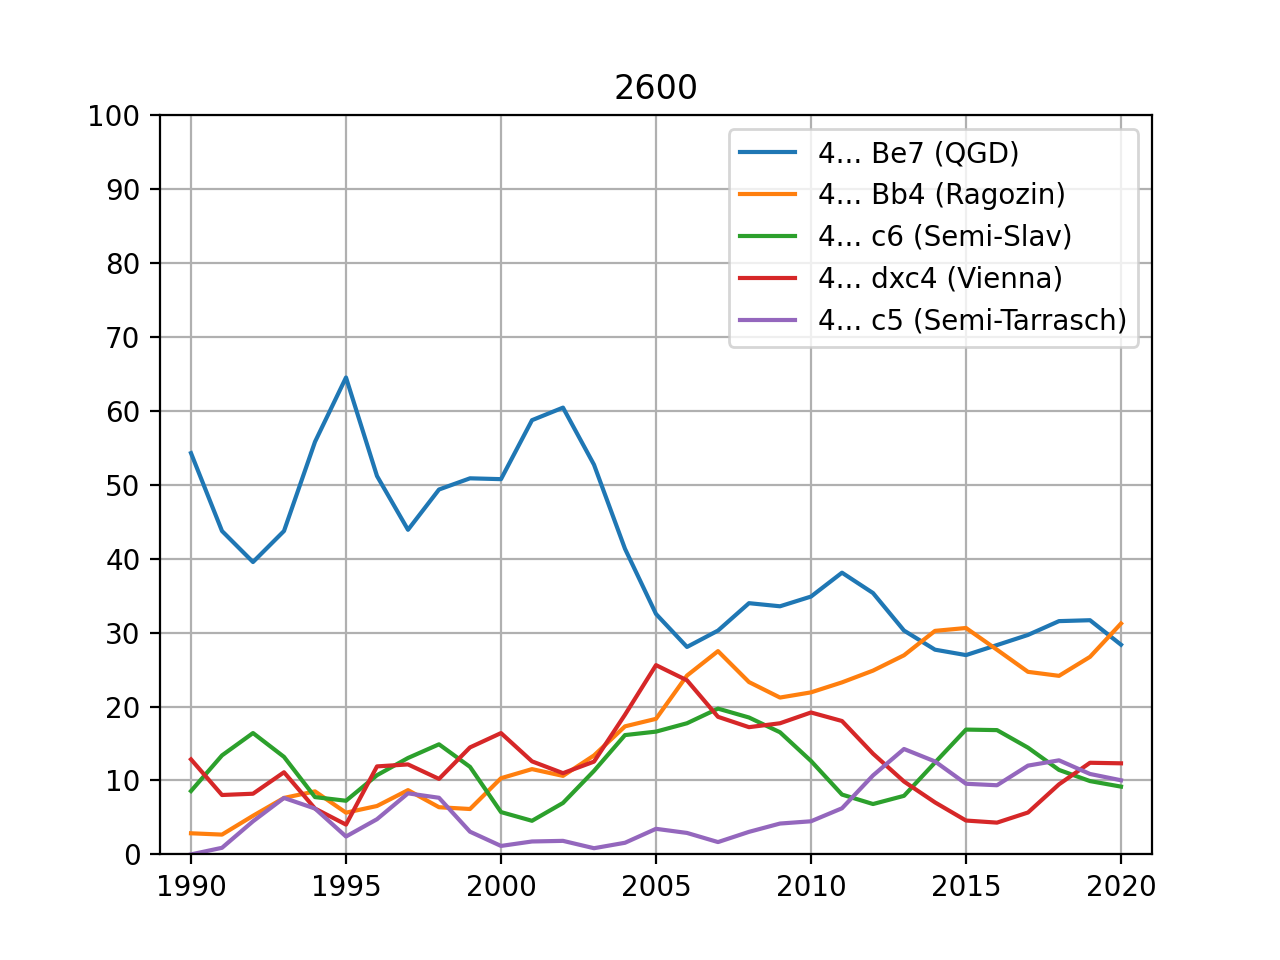 2600
100
90
80
70
60
50
40
30
20
10
0
4... Be7 (QGD)
4... Bb4 (Ragozin)
4... c6 (Semi-Slav)
4... dxc4 (Vienna)
4... c5 (Semi-Tarrasch)
1990 1995 2000 2005 2010 2015 2020